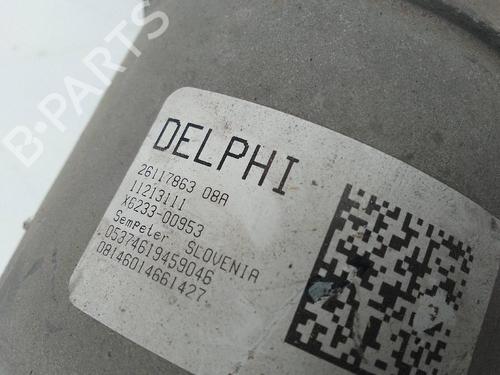 B-PARTS
DELPHI
26117863 08A
11213111
X6233-00953
Sempeter SLOVENIA
.05374619459046
08146014661427